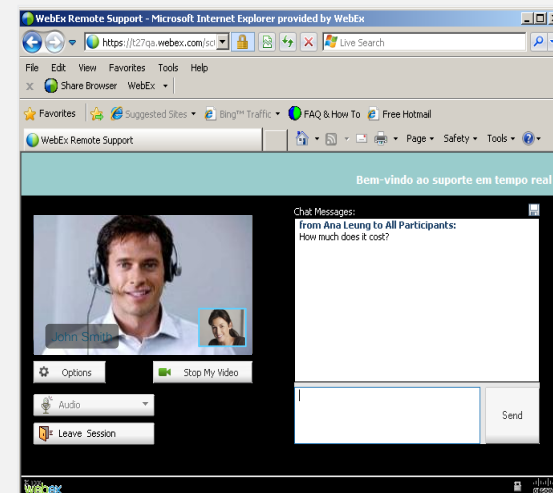 WebEx Remote Support - Microsoft Internet Explorer provided by WebEx
https://t27qa.webex.com/sc
Live Search
File Edit View Favorites Tools Help
x Share Browser WebEx
Favorites Suggested Sites Bing™ Traffic FAQ & How To Free Hotmail
WebEx Remote Support Page Safety Tools
Bem-vindo ao suporte em tempo real
Chat Messages:
from Ana Leung to All Participants:
How much does it cost?
John Smith
Options Stop My Video
Audio
Leave Session
Send